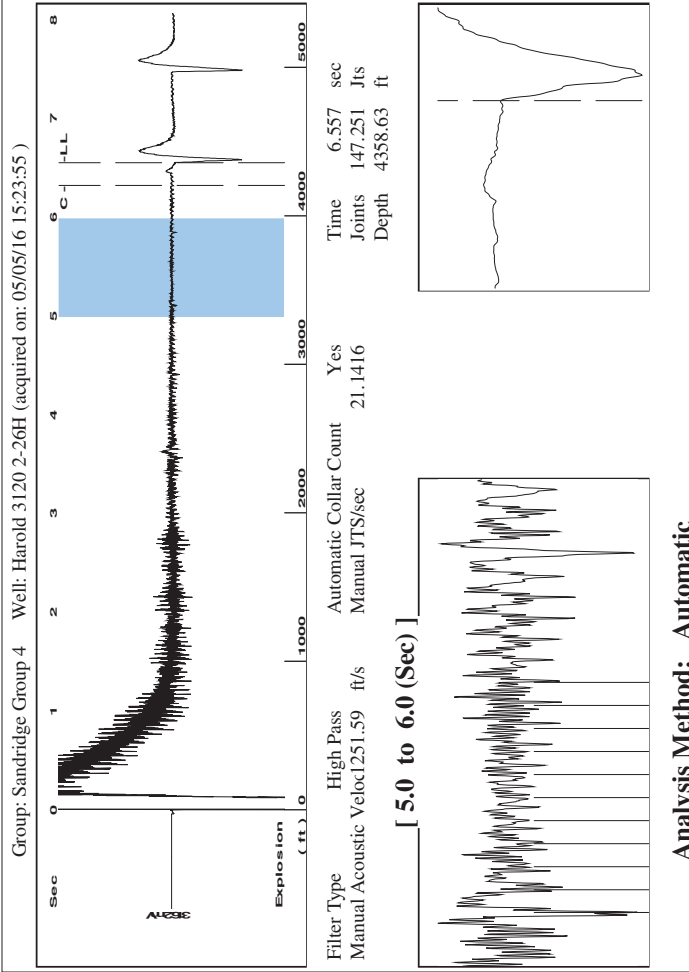 Group: Sandridge Group 4 Well: Harold 3120 2-26H (acquired on: 05/05/16 15:23:55 )
Sec 0 1 2 3 4 5 6 7 8
C - -LL
362mV
Explosion
( ft ) 0 1000 2000 3000 4000 5000
Filter Type High Pass Automatic Collar Count Yes Time 6.557 sec
Manual Acoustic Veloc1251.59 ft/s Manual JTS/sec 21.1416 Joints 147.251 Jts
Depth 4358.63 ft
[ 5.0 to 6.0 (Sec) ]
Analysis Method: Automatic